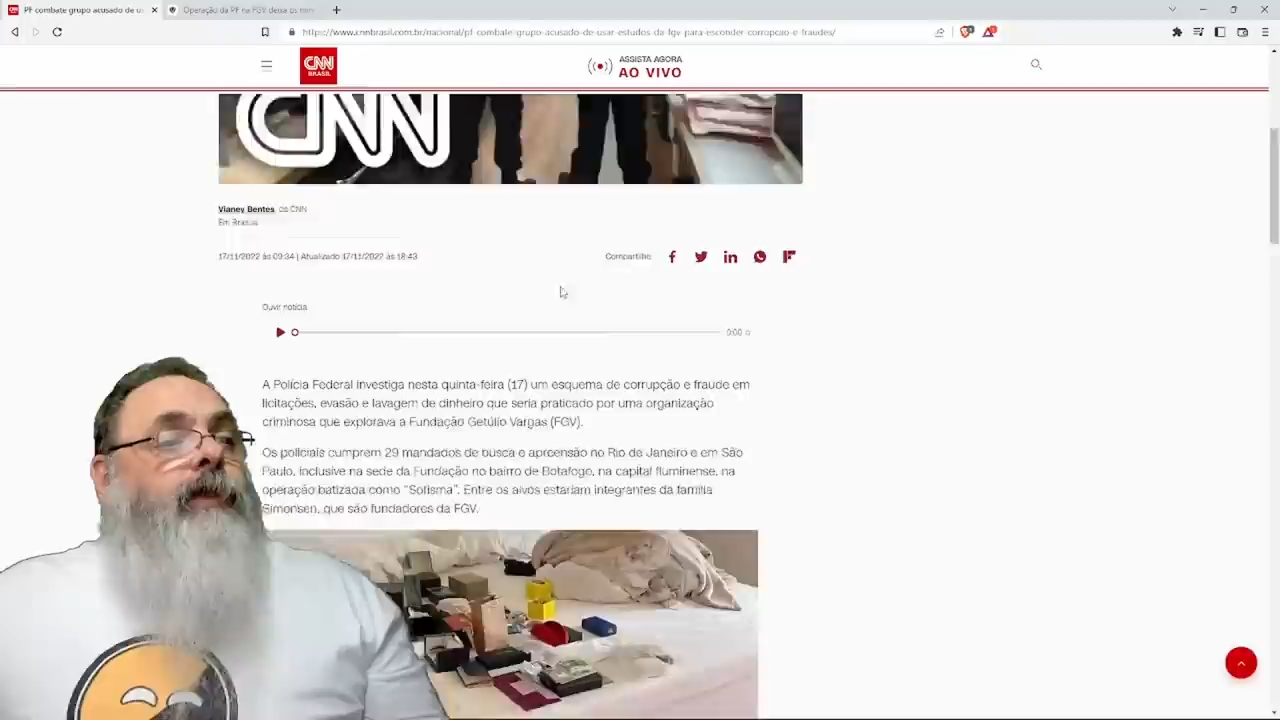 PF combate grupo acusado de u
Operação da PF na FGV deixa os min
http://www.cnnbrasil.com.br/nacional/pf-combate-grupo-acusado-de-usar-estudos-da-fgv-para-esconder-corrupcao-e-fraudes/
CNN
BRASIL
ASSISTA AGORA
AO VIVO
CNN
Vianey Bentes, da CNN
Em Brasília
17/11/2022 às 09:34 | Atualizado 17/11/2022 às 18:43
Compartilhe:
Ouvir notícia
0:00
A Polícia Federal investiga nesta quinta-feira (17) um esquema de corrupção e fraude em
licitações, evasão e lavagem de dinheiro que seria praticado por uma organização
criminosa que explorava a Fundação Getúlio Vargas (FGV).
Os policiais cumprem 29 mandados de busca e apreensão no Rio de Janeiro e em São
Paulo, inclusive na sede da Fundação no bairro de Botafogo, na capital fluminense, na
operação batizada como “Sofisma”. Entre os alvos estariam integrantes da família
Simonsen, que são fundadores da FGV.